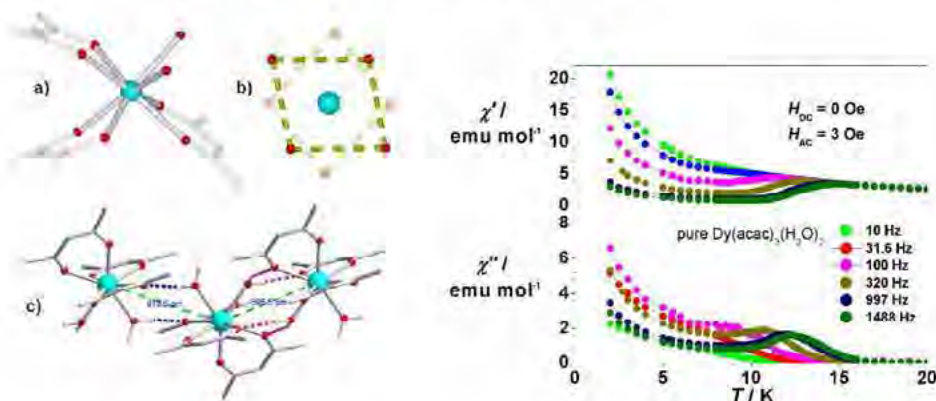 a)
b)
c)
χ' /
emu mol⁻¹
20
15
10
5
0
H_DC = 0 Oe
H_AC = 3 Oe
8
6
4
2
0
χ'' /
emu mol⁻¹
pure Dy(acac)₃(H₂O)₂
10 Hz
31.6 Hz
100 Hz
320 Hz
997 Hz
1488 Hz
0 5 10 15 20
T / K